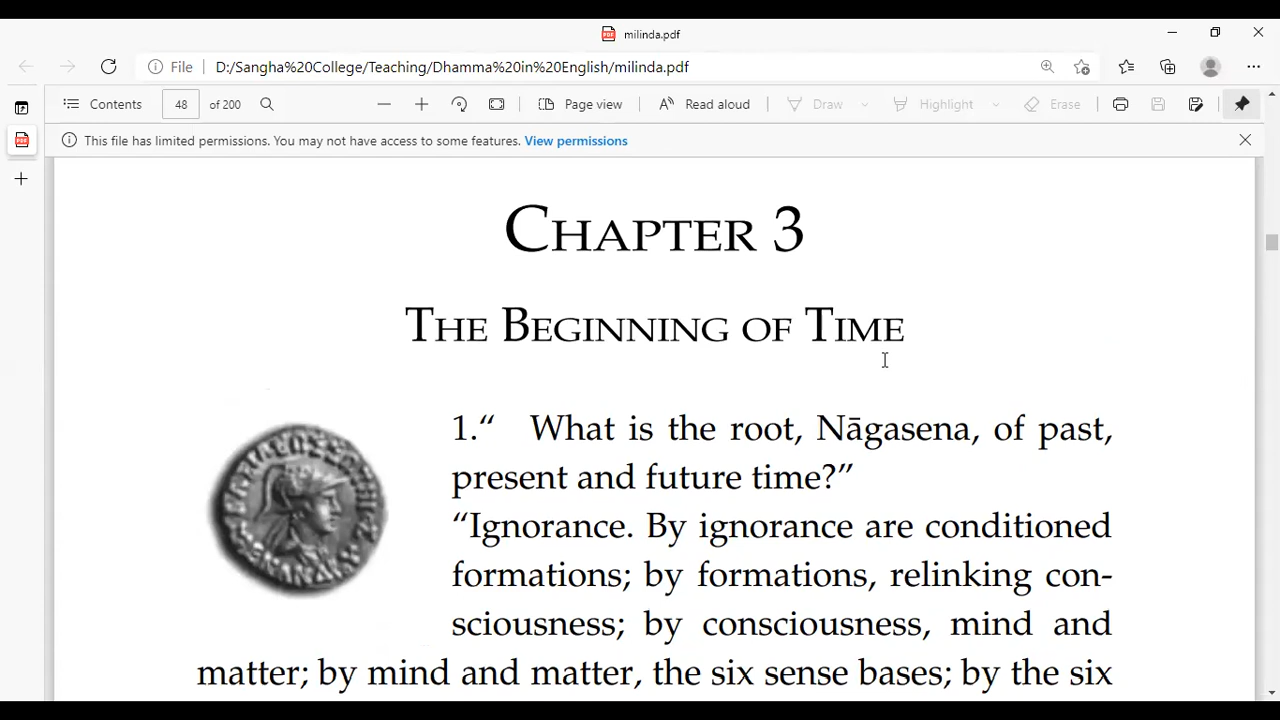 milinda.pdf
File D:/Sangha%20College/Teaching/Dhamma%20in%20English/milinda.pdf
Contents 48 of 200 Page view Read aloud Draw Highlight Erase
This file has limited permissions. You may not have access to some features. View permissions
CHAPTER 3
THE BEGINNING OF TIME
1.“ What is the root, Nāgasena, of past,
present and future time?”
“Ignorance. By ignorance are conditioned
formations; by formations, relinking con-
sciousness; by consciousness, mind and
matter; by mind and matter, the six sense bases; by the six